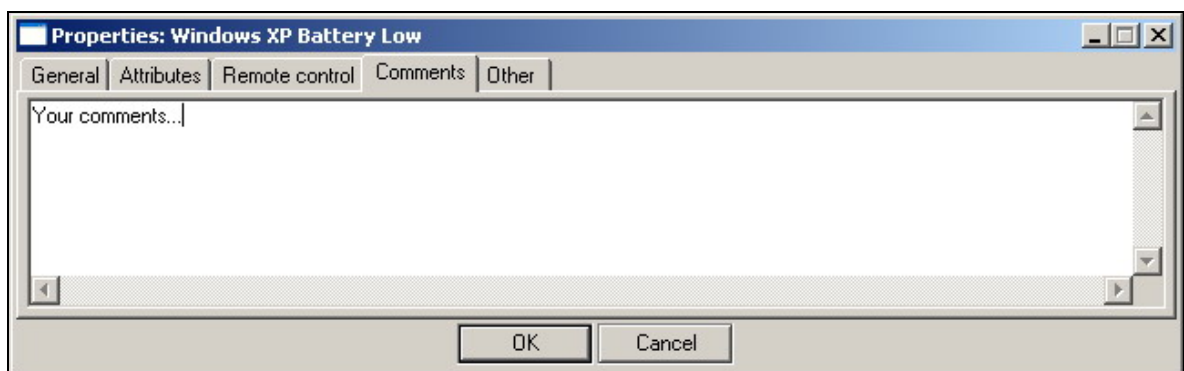 Properties: Windows XP Battery Low
General Attributes Remote control Comments Other
Your comments...
OK Cancel